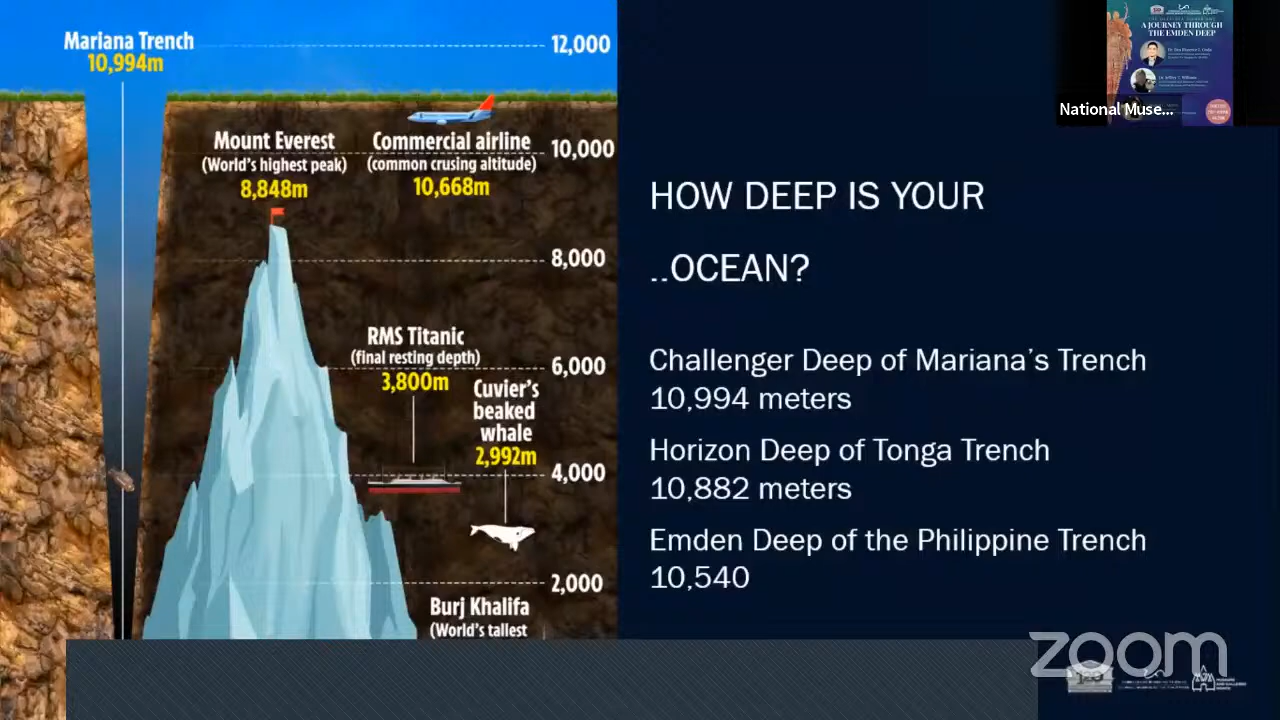 Mariana Trench
10,994m
12,000
Mount Everest
(World's highest peak)
8,848m
Commercial airline
(common crusing altitude)
10,668m
10,000
8,000
RMS Titanic
(final resting depth)
3,800m
6,000
Cuvier's
beaked
whale
2,992m
4,000
2,000
Burj Khalifa
(World's tallest
HOW DEEP IS YOUR
..OCEAN?
Challenger Deep of Mariana's Trench
10,994 meters
Horizon Deep of Tonga Trench
10,882 meters
Emden Deep of the Philippine Trench
10,540
A JOURNEY THROUGH
THE EMDEN DEEP
National Muse...
zoom